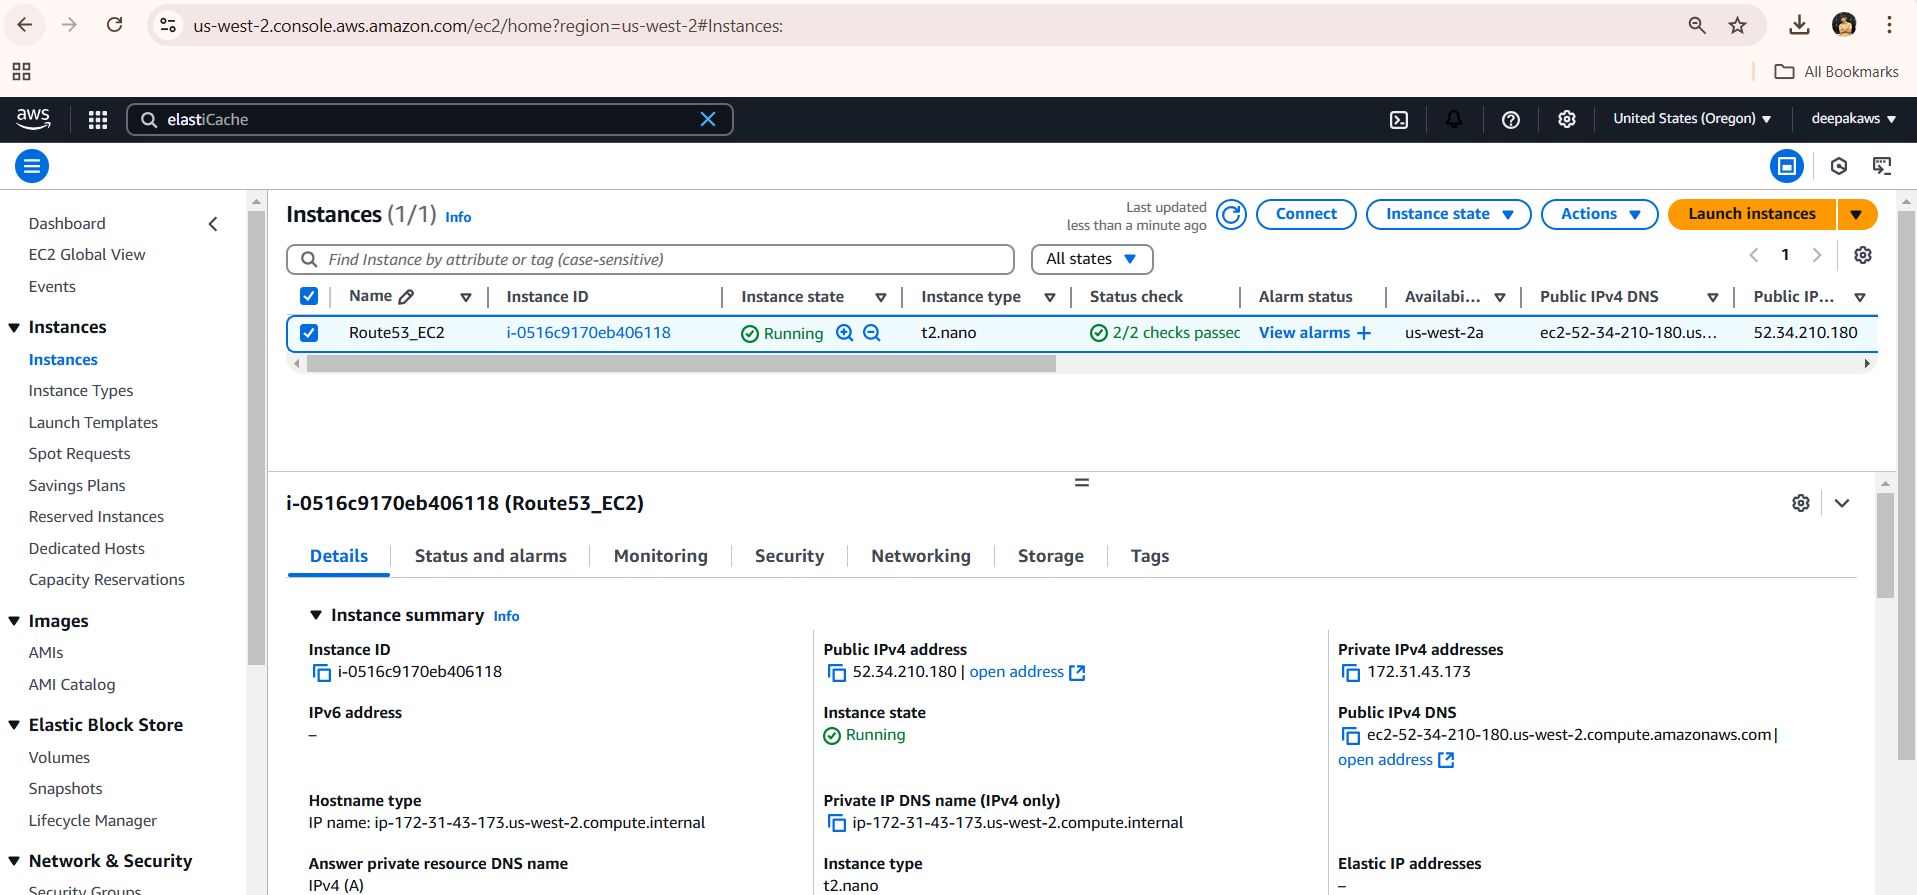 us-west-2.console.aws.amazon.com/ec2/home?region=us-west-2#Instances:
All Bookmarks
aws
elastiCache
United States (Oregon)
deepakaws
Dashboard
EC2 Global View
Events
Instances
Instances
Instance Types
Launch Templates
Spot Requests
Savings Plans
Reserved Instances
Dedicated Hosts
Capacity Reservations
Images
AMIs
AMI Catalog
Elastic Block Store
Volumes
Snapshots
Lifecycle Manager
Network & Security
Security Groups
Instances (1/1) Info
Last updated
less than a minute ago
Connect
Instance state
Actions
Launch instances
Find Instance by attribute or tag (case-sensitive)
All states
1
Name
Instance ID
Instance state
Instance type
Status check
Alarm status
Availabi...
Public IPv4 DNS
Public IP...
Route53_EC2
i-0516c9170eb406118
Running
t2.nano
2/2 checks passec
View alarms
us-west-2a
ec2-52-34-210-180.us...
52.34.210.180
i-0516c9170eb406118 (Route53_EC2)
Details
Status and alarms
Monitoring
Security
Networking
Storage
Tags
Instance summary Info
Instance ID
i-0516c9170eb406118
Public IPv4 address
52.34.210.180 | open address
Private IPv4 addresses
172.31.43.173
IPv6 address
–
Instance state
Running
Public IPv4 DNS
ec2-52-34-210-180.us-west-2.compute.amazonaws.com |
open address
Hostname type
IP name: ip-172-31-43-173.us-west-2.compute.internal
Private IP DNS name (IPv4 only)
ip-172-31-43-173.us-west-2.compute.internal
Answer private resource DNS name
IPv4 (A)
Instance type
t2.nano
Elastic IP addresses
–